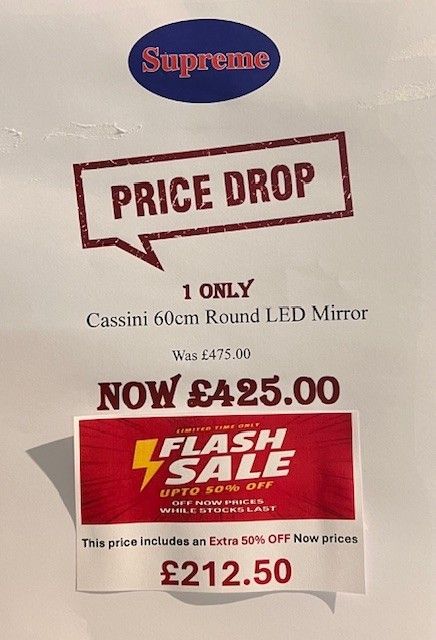 Supreme
PRICE DROP
1 ONLY
Cassini 60cm Round LED Mirror
Was £475.00
NOW £425.00
LIMITED TIME ONLY
FLASH
SALE
UPTO 50% OFF
OFF NOW PRICES
WHILE STOCKS LAST
This price includes an Extra 50% OFF Now prices
£212.50